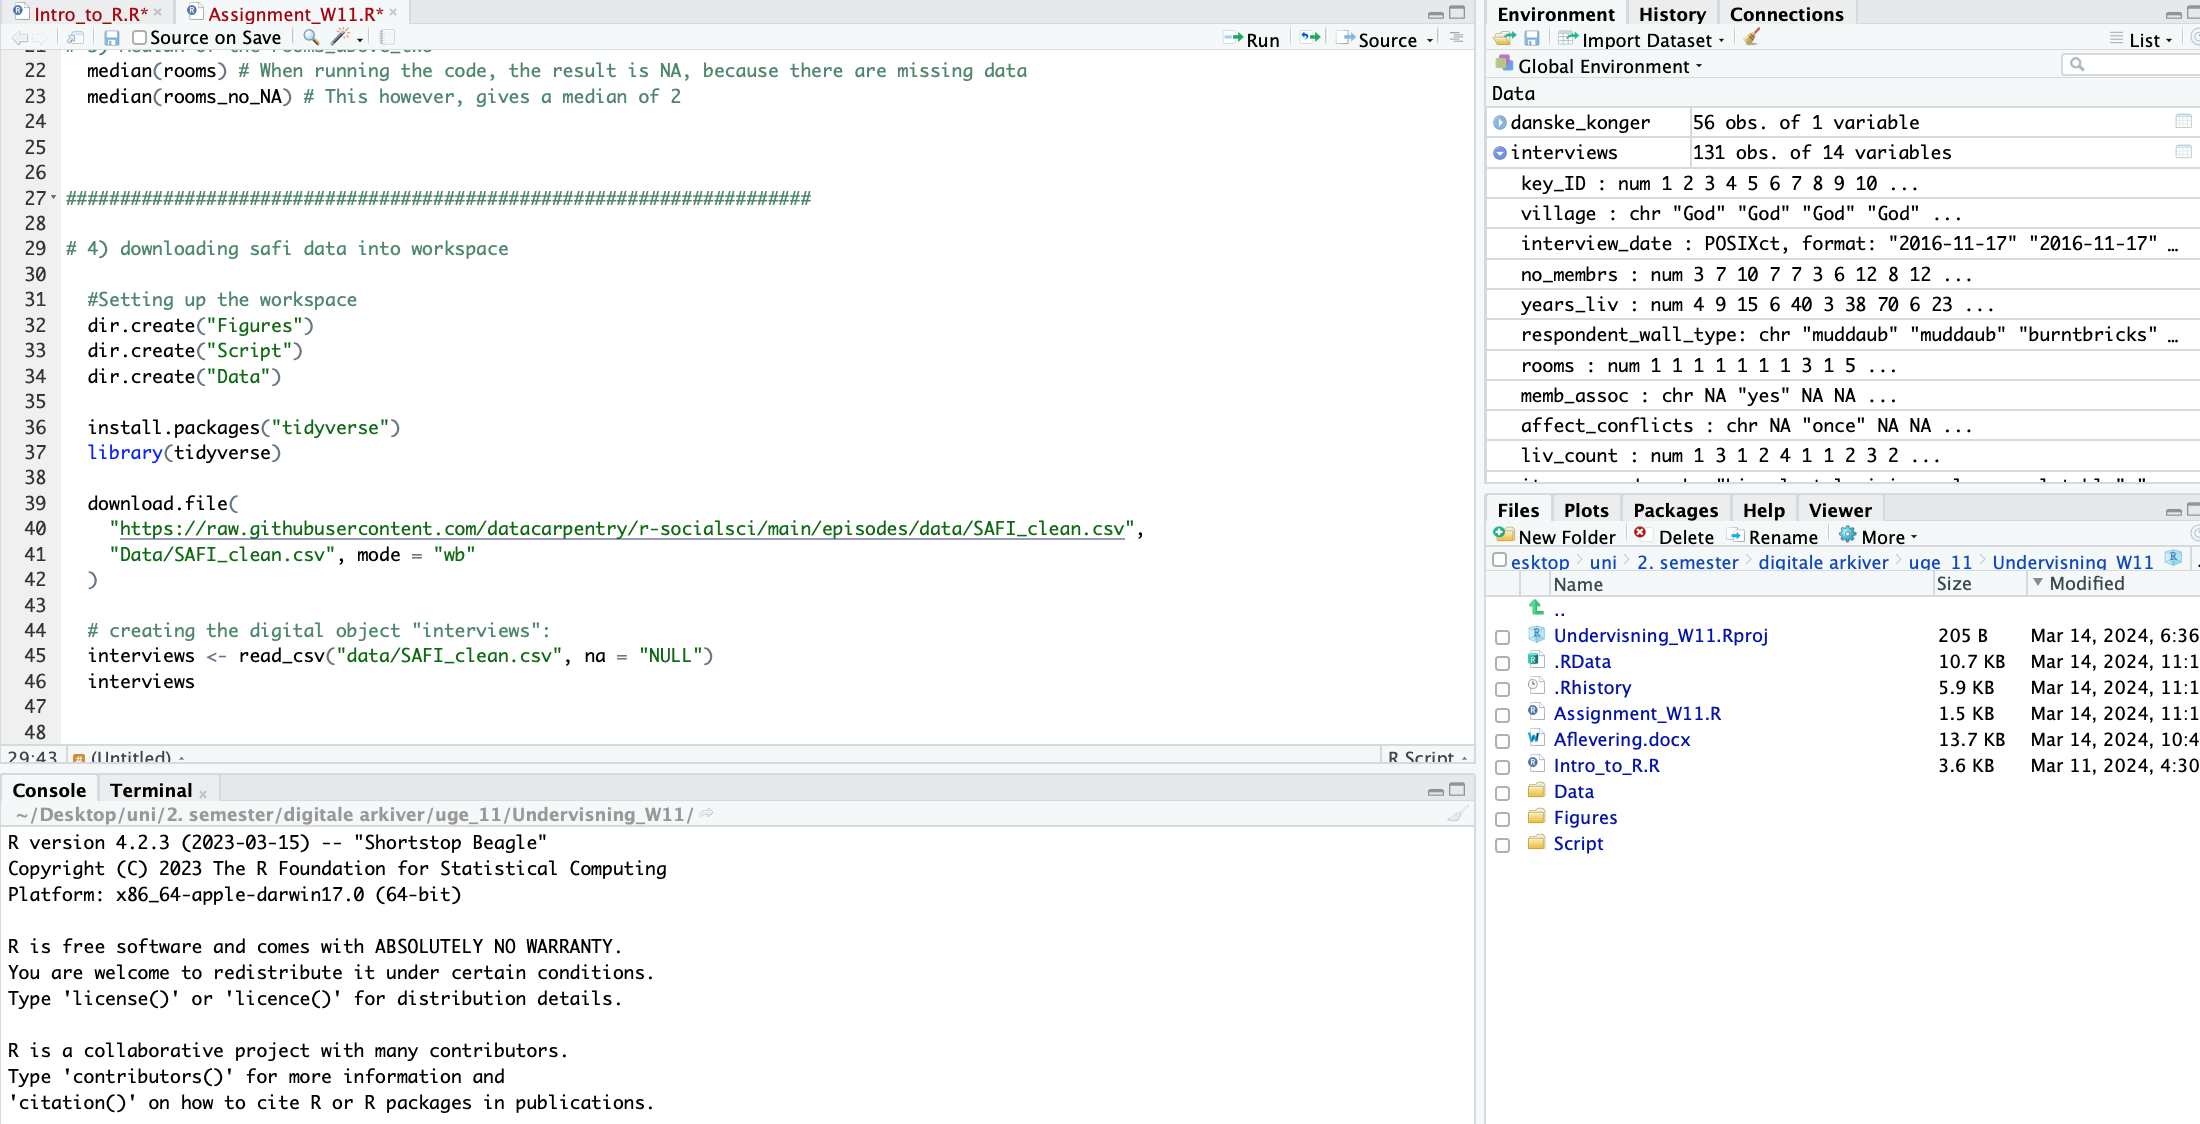 Intro_to_R.R*
Assignment_W11.R*
Source on Save
Run
Source
22 median(rooms) # When running the code, the result is NA, because there are missing data
23 median(rooms_no_NA) # This however, gives a median of 2
24
25
26
27 #####################################################################
28
29 # 4) downloading safi data into workspace
30
31 #Setting up the workspace
32 dir.create("Figures")
33 dir.create("Script")
34 dir.create("Data")
35
36 install.packages("tidyverse")
37 library(tidyverse)
38
39 download.file(
40 "https://raw.githubusercontent.com/datacarpentry/r-socialsci/main/episodes/data/SAFI_clean.csv",
41 "Data/SAFI_clean.csv", mode = "wb"
42 )
43
44 # creating the digital object "interviews":
45 interviews <- read_csv("data/SAFI_clean.csv", na = "NULL")
46 interviews
47
48
29:43 (Untitled) R Script
Console Terminal
~/Desktop/uni/2. semester/digitale arkiver/uge_11/Undervisning_W11/
R version 4.2.3 (2023-03-15) -- "Shortstop Beagle"
Copyright (C) 2023 The R Foundation for Statistical Computing
Platform: x86_64-apple-darwin17.0 (64-bit)
R is free software and comes with ABSOLUTELY NO WARRANTY.
You are welcome to redistribute it under certain conditions.
Type 'license()' or 'licence()' for distribution details.
R is a collaborative project with many contributors.
Type 'contributors()' for more information and
'citation()' on how to cite R or R packages in publications.
Environment History Connections
Import Dataset
List
Global Environment
Data
danske_konger 56 obs. of 1 variable
interviews 131 obs. of 14 variables
key_ID : num 1 2 3 4 5 6 7 8 9 10 ...
village : chr "God" "God" "God" "God" ...
interview_date : POSIXct, format: "2016-11-17" "2016-11-17" …
no_membrs : num 3 7 10 7 7 3 6 12 8 12 ...
years_liv : num 4 9 15 6 40 3 38 70 6 23 ...
respondent_wall_type: chr "muddaub" "muddaub" "burntbricks" …
rooms : num 1 1 1 1 1 1 1 3 1 5 ...
memb_assoc : chr NA "yes" NA NA ...
affect_conflicts : chr NA "once" NA NA ...
liv_count : num 1 3 1 2 4 1 1 2 3 2 ...
Files Plots Packages Help Viewer
New Folder Delete Rename More
esktop uni 2. semester digitale arkiver uge_11 Undervisning_W11
Name Size Modified
..
Undervisning_W11.Rproj 205 B Mar 14, 2024, 6:36
.RData 10.7 KB Mar 14, 2024, 11:1
.Rhistory 5.9 KB Mar 14, 2024, 11:1
Assignment_W11.R 1.5 KB Mar 14, 2024, 11:1
Aflevering.docx 13.7 KB Mar 14, 2024, 10:4
Intro_to_R.R 3.6 KB Mar 11, 2024, 4:30
Data
Figures
Script